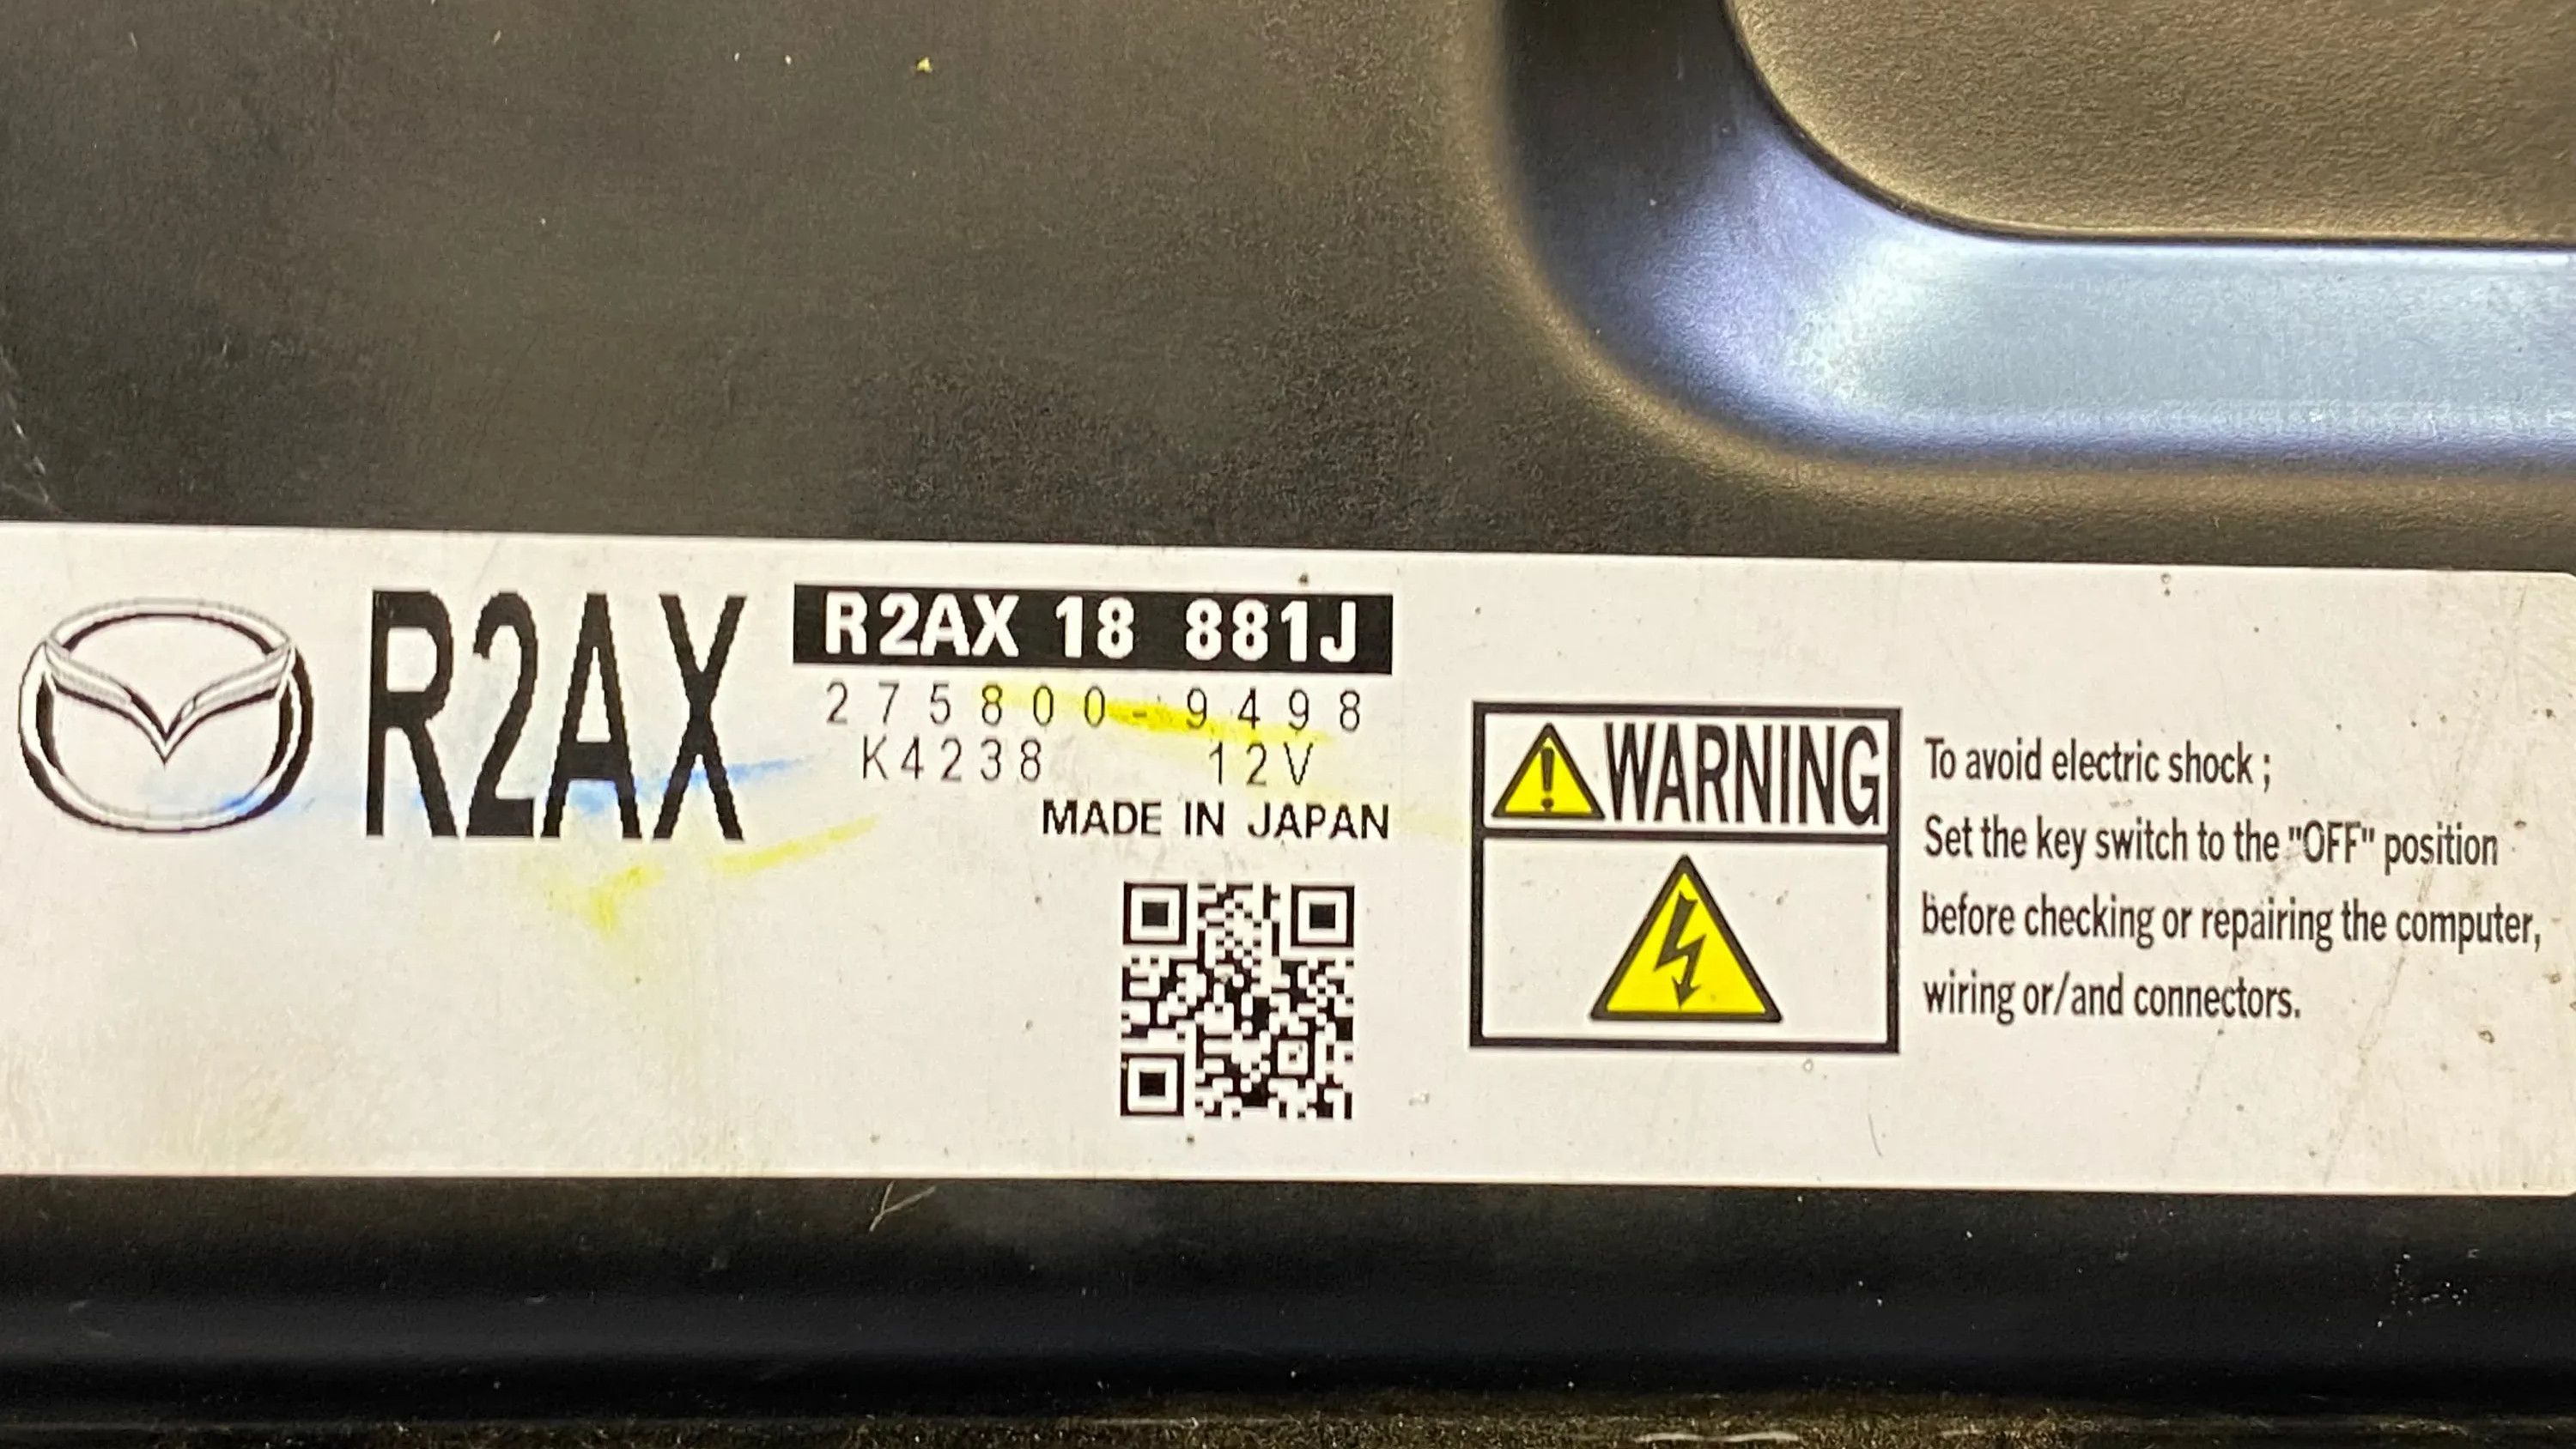 R2AX
R2AX 18 881J
275800-9498
K4238 12V
MADE IN JAPAN
WARNING
To avoid electric shock ;
Set the key switch to the "OFF" position
before checking or repairing the computer,
wiring or/and connectors.